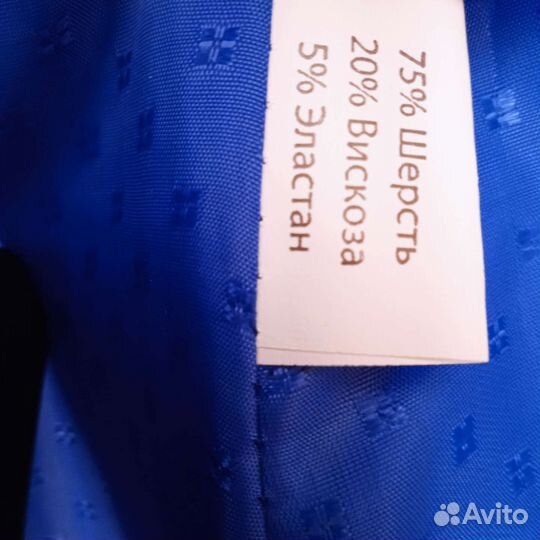 75% Шерсть
20% Вискоза
5% Эластан
Avito